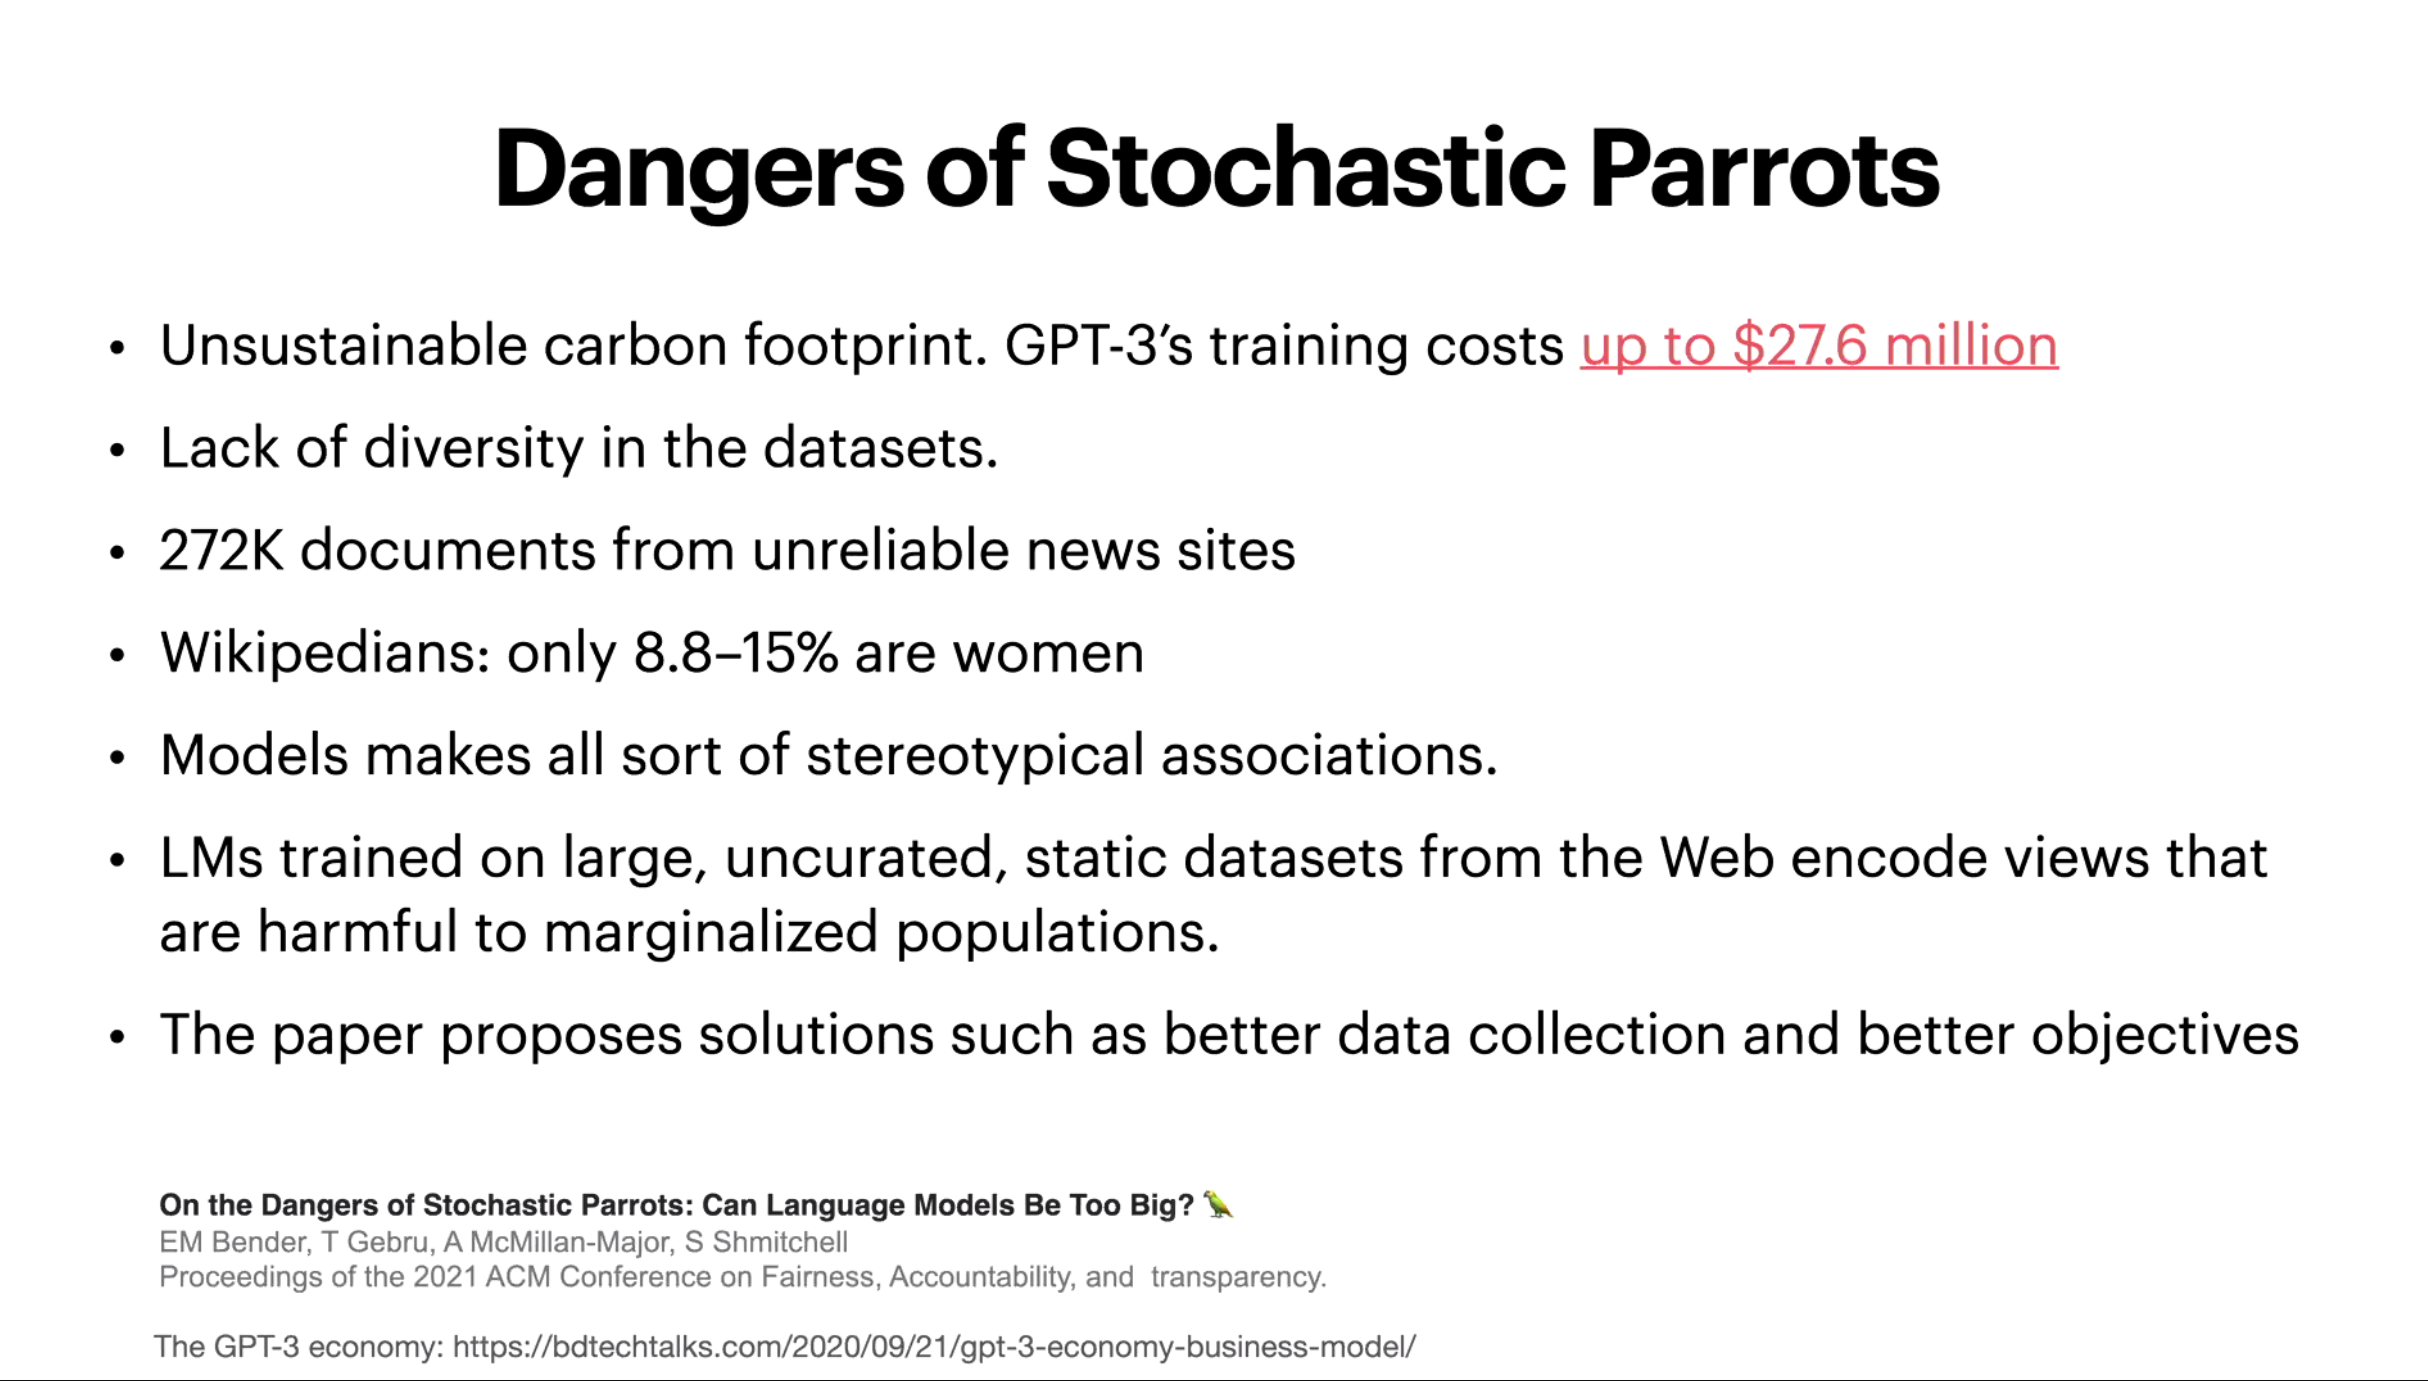 Dangers of Stochastic Parrots
• Unsustainable carbon footprint. GPT-3’s training costs up to $27.6 million
• Lack of diversity in the datasets.
• 272K documents from unreliable news sites
• Wikipedians: only 8.8–15% are women
• Models makes all sort of stereotypical associations.
• LMs trained on large, uncurated, static datasets from the Web encode views that
are harmful to marginalized populations.
• The paper proposes solutions such as better data collection and better objectives
On the Dangers of Stochastic Parrots: Can Language Models Be Too Big? 🦜
EM Bender, T Gebru, A McMillan-Major, S Shmitchell
Proceedings of the 2021 ACM Conference on Fairness, Accountability, and transparency.
The GPT-3 economy: https://bdtechtalks.com/2020/09/21/gpt-3-economy-business-model/